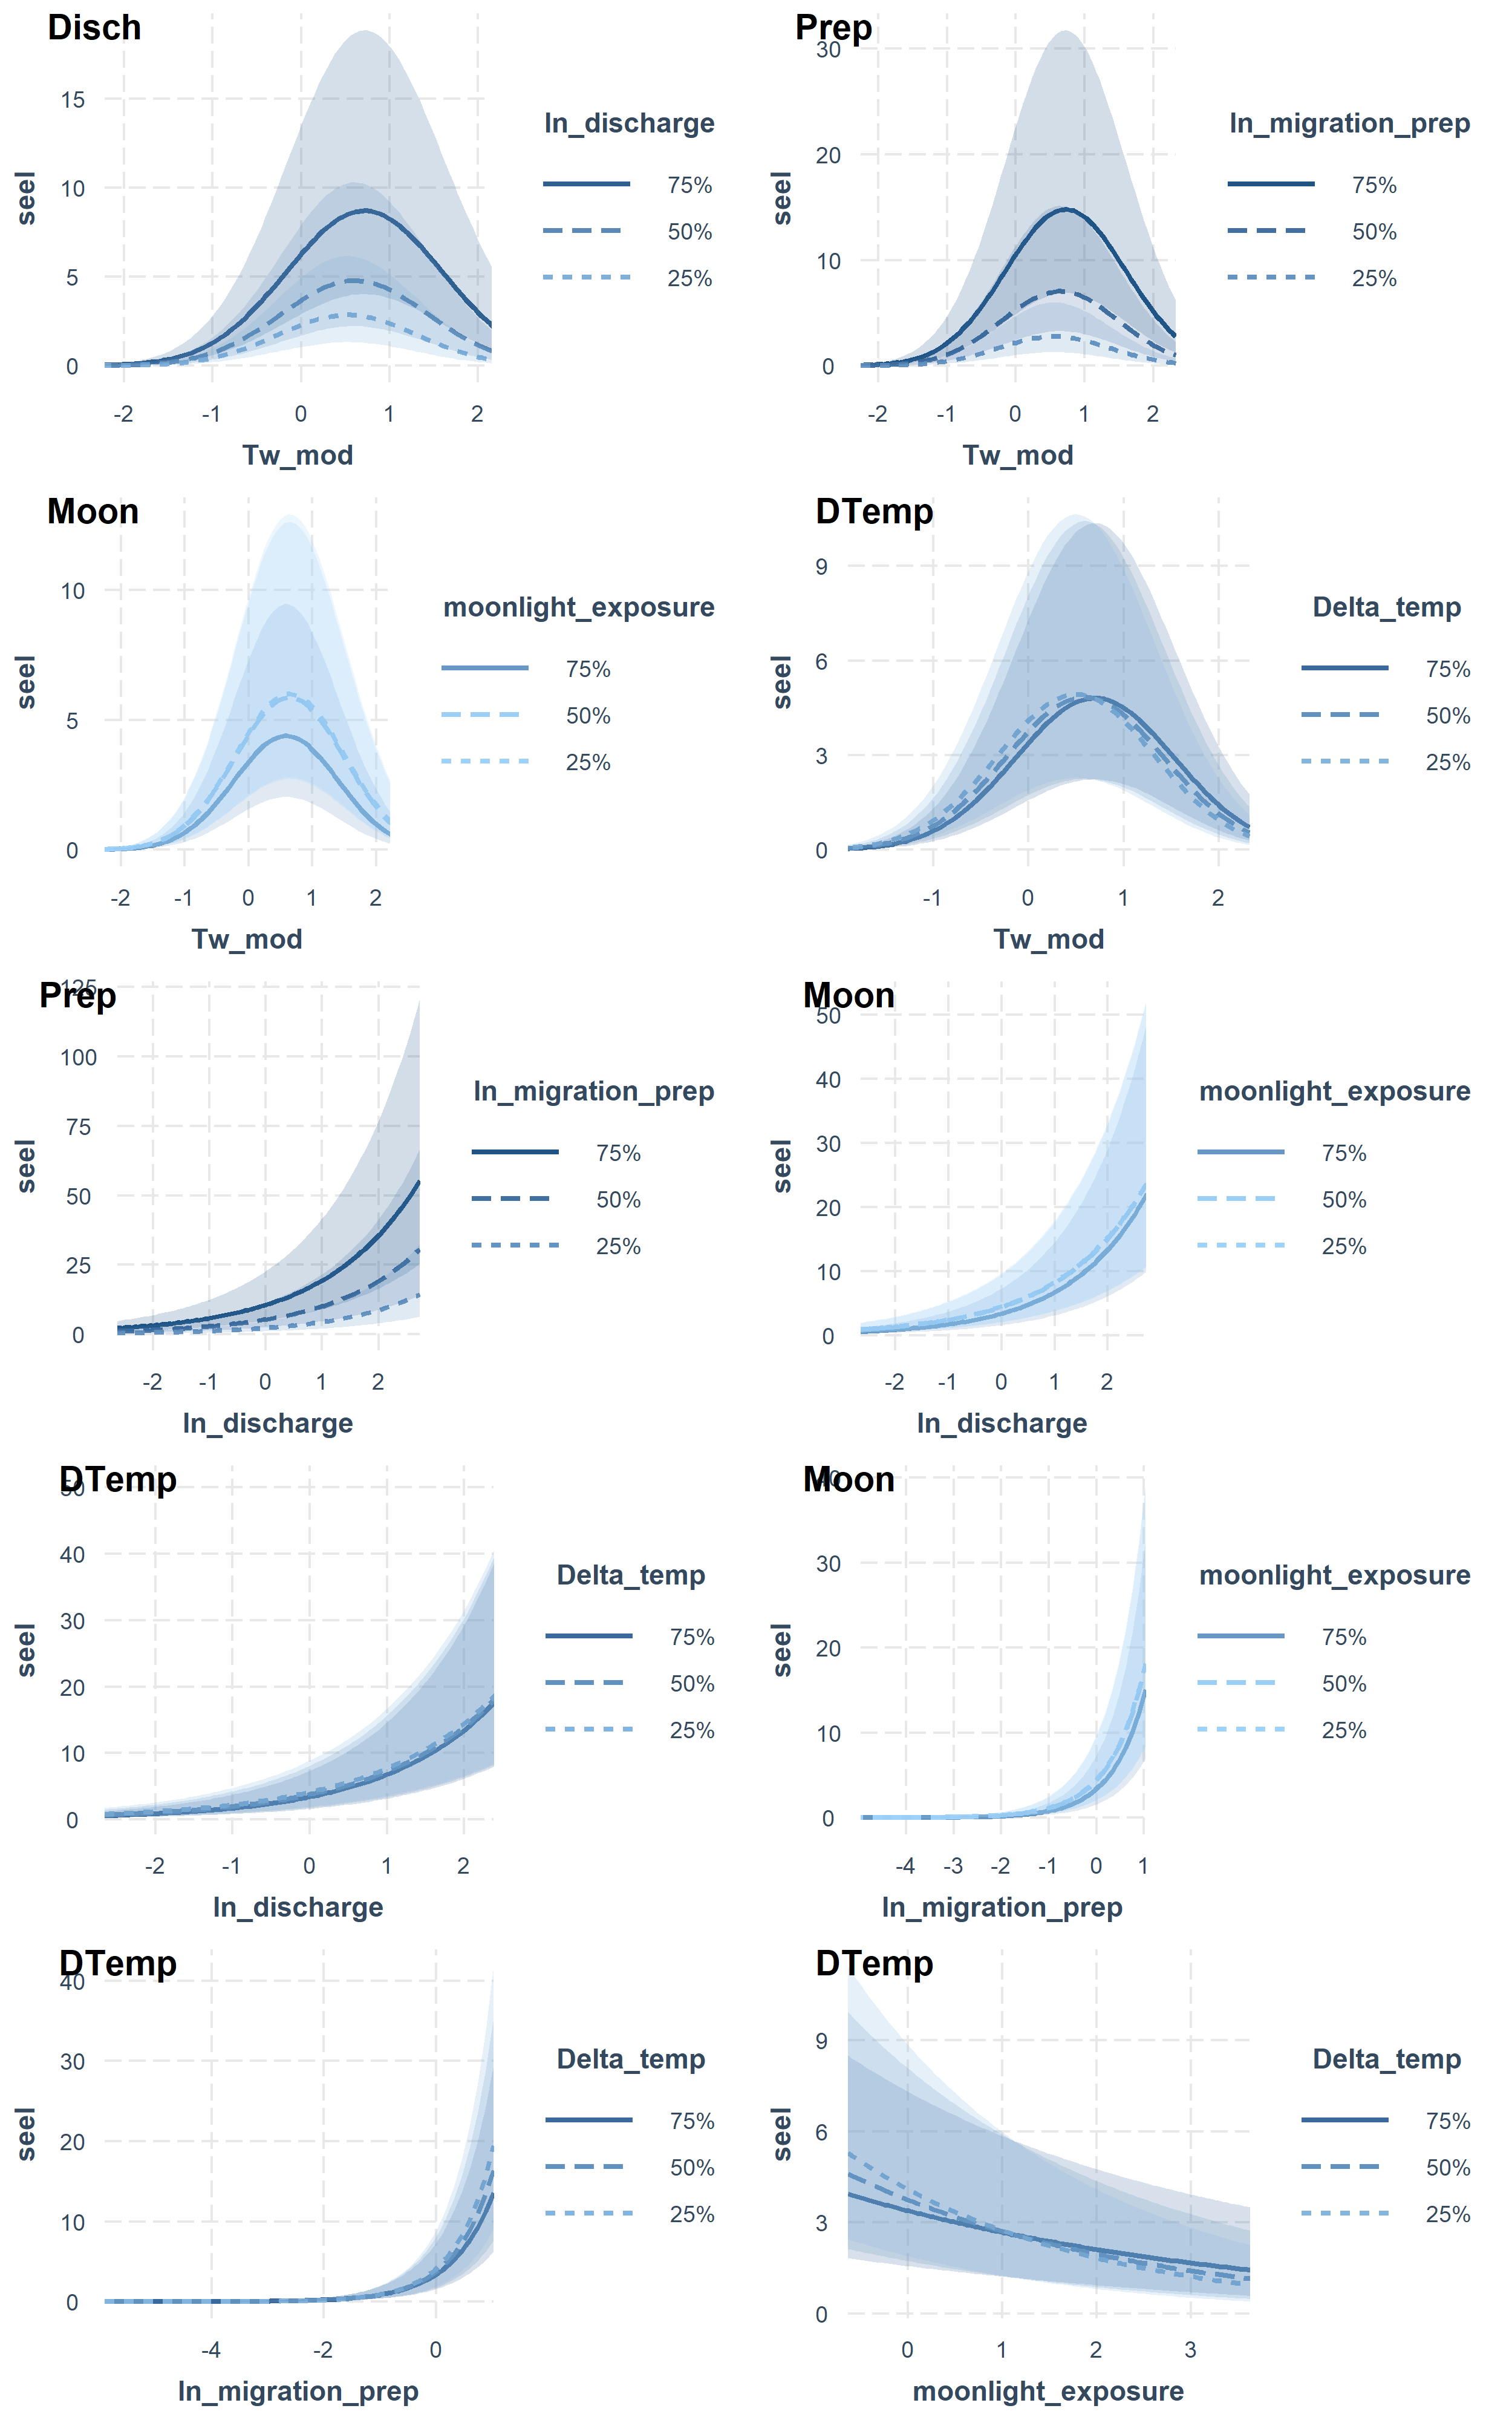 Disch
seel
15
10
5
0
-2 -1 0 1 2
Tw_mod
ln_discharge
75%
50%
25%
Prep
seel
30
20
10
0
-2 -1 0 1 2
Tw_mod
ln_migration_prep
75%
50%
25%
Moon
seel
10
5
0
-2 -1 0 1 2
Tw_mod
moonlight_exposure
75%
50%
25%
DTemp
seel
9
6
3
0
-1 0 1 2
Tw_mod
Delta_temp
75%
50%
25%
Prep
seel
125
100
75
50
25
0
-2 -1 0 1 2
ln_discharge
ln_migration_prep
75%
50%
25%
Moon
seel
50
40
30
20
10
0
-2 -1 0 1 2
ln_discharge
moonlight_exposure
75%
50%
25%
DTemp
seel
50
40
30
20
10
0
-2 -1 0 1 2
ln_discharge
Delta_temp
75%
50%
25%
Moon
seel
40
30
20
10
0
-4 -3 -2 -1 0 1
ln_migration_prep
moonlight_exposure
75%
50%
25%
DTemp
seel
40
30
20
10
0
-4 -2 0
ln_migration_prep
Delta_temp
75%
50%
25%
DTemp
seel
9
6
3
0
0 1 2 3
moonlight_exposure
Delta_temp
75%
50%
25%